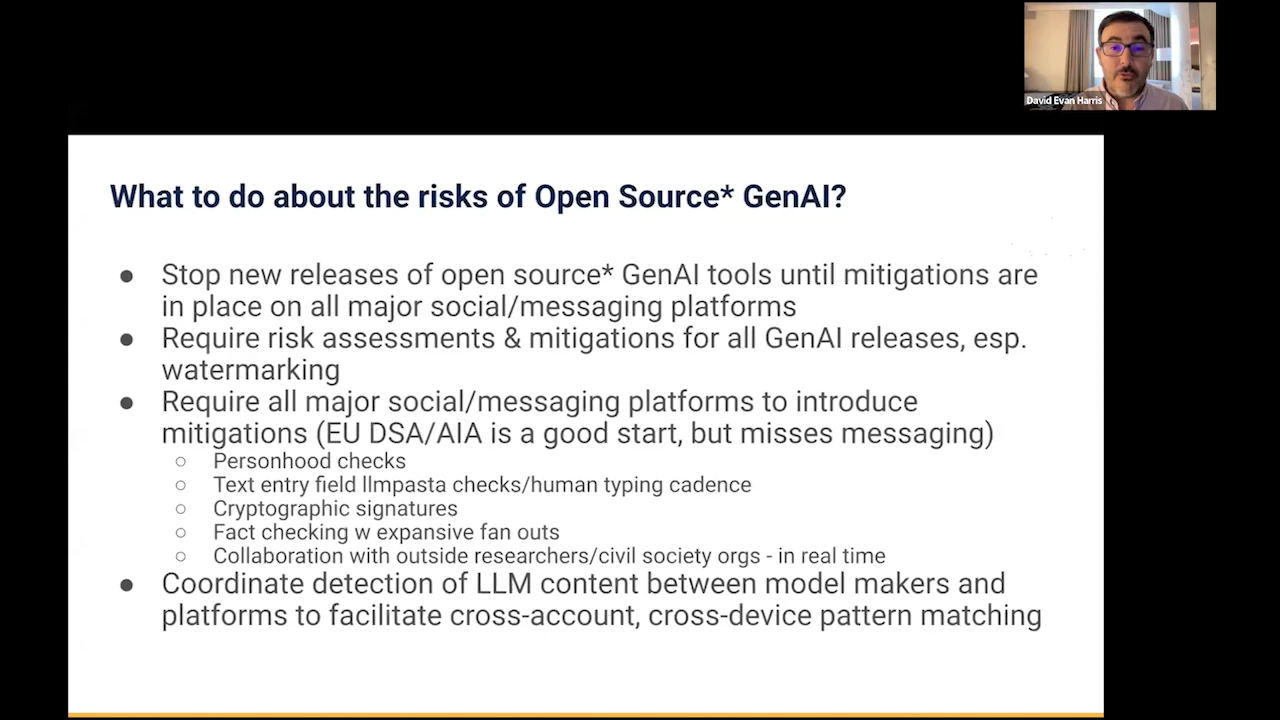 David Evan Harris
What to do about the risks of Open Source* GenAI?
● Stop new releases of open source* GenAI tools until mitigations are
in place on all major social/messaging platforms
● Require risk assessments & mitigations for all GenAI releases, esp.
watermarking
● Require all major social/messaging platforms to introduce
mitigations (EU DSA/AIA is a good start, but misses messaging)
○ Personhood checks
○ Text entry field llmpasta checks/human typing cadence
○ Cryptographic signatures
○ Fact checking w expansive fan outs
○ Collaboration with outside researchers/civil society orgs - in real time
● Coordinate detection of LLM content between model makers and
platforms to facilitate cross-account, cross-device pattern matching